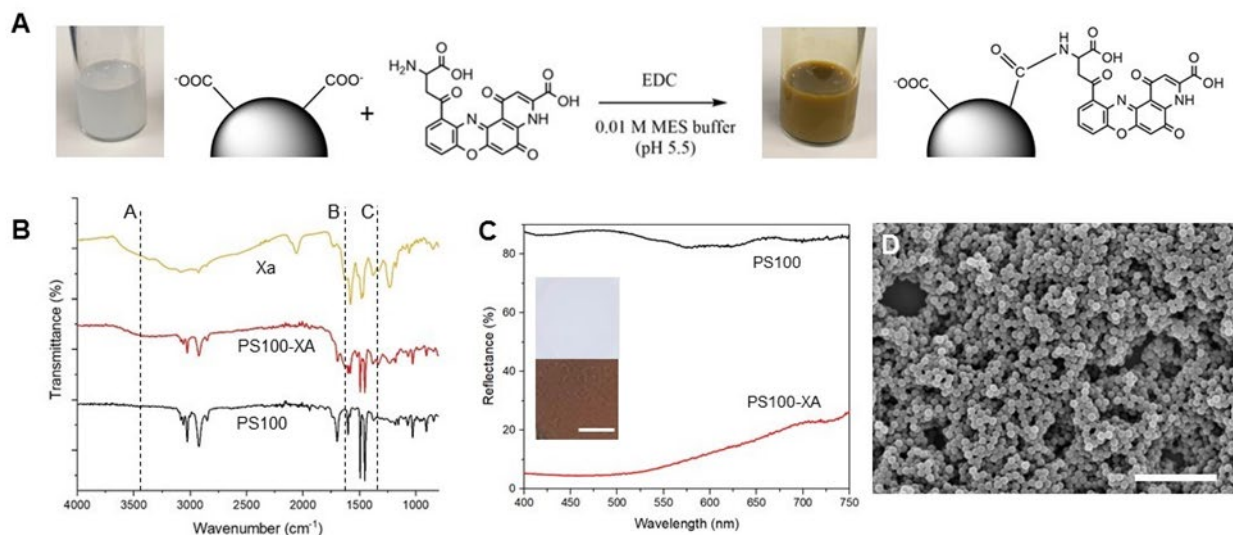 A
⁻OOC
COO⁻
+
H₂N
O
OH
O
O
N
O
NH
O
OH
O
EDC
0.01 M MES buffer
(pH 5.5)
⁻OOC
O
C
H
N
O
OH
O
O
N
O
NH
O
OH
O
B
A
B
C
Xa
PS100-XA
PS100
Transmittance (%)
4000 3500 3000 2500 2000 1500 1000
Wavenumber (cm⁻¹)
C
80
60
40
20
0
Reflectance (%)
PS100
PS100-XA
400 450 500 550 600 650 700 750
Wavelength (nm)
D